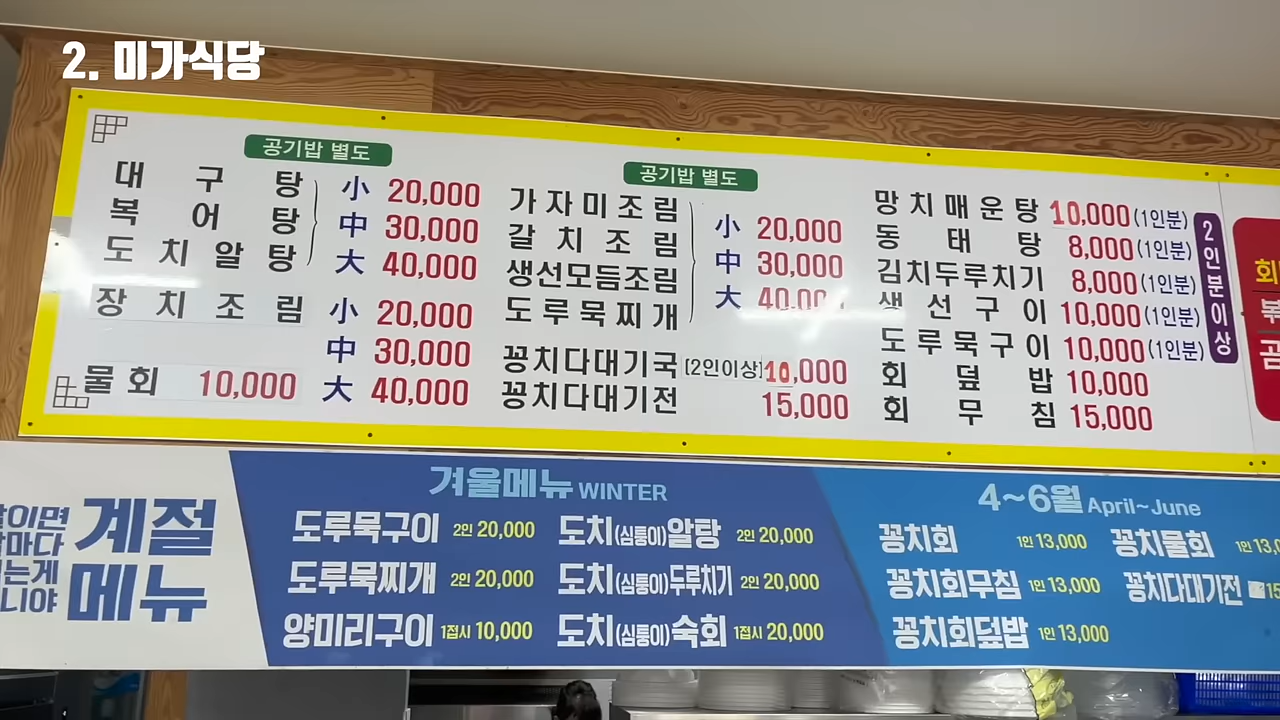 2. 미가식당
공기밥 별도
대구탕 小 20,000
복어탕 中 30,000
도치알탕 大 40,000
장치조림 小 20,000
中 30,000
물회 10,000 大 40,000
공기밥 별도
가자미조림 小 20,000
갈치조림 中 30,000
생선모듬조림 大 40,000
도루묵찌개
꽁치다대기국 [2인이상] 10,000
꽁치다대기전 15,000
망치매운탕 10,000 (1인분)
동태탕 8,000 (1인분)
김치두루치기 8,000 (1인분)
생선구이 10,000 (1인분)
도루묵구이 10,000 (1인분)
2인분이상
회덮밥 10,000
회무침 15,000
계절
메뉴
겨울메뉴 WINTER
도루묵구이 2인 20,000 도치(심퉁이)알탕 2인 20,000
도루묵찌개 2인 20,000 도치(심퉁이)두루치기 2인 20,000
양미리구이 1접시 10,000 도치(심퉁이)숙회 1접시 20,000
4~6월 April~June
꽁치회 1인 13,000 꽁치물회 1인
꽁치회무침 1인 13,000 꽁치다대기전
꽁치회덮밥 1인 13,000